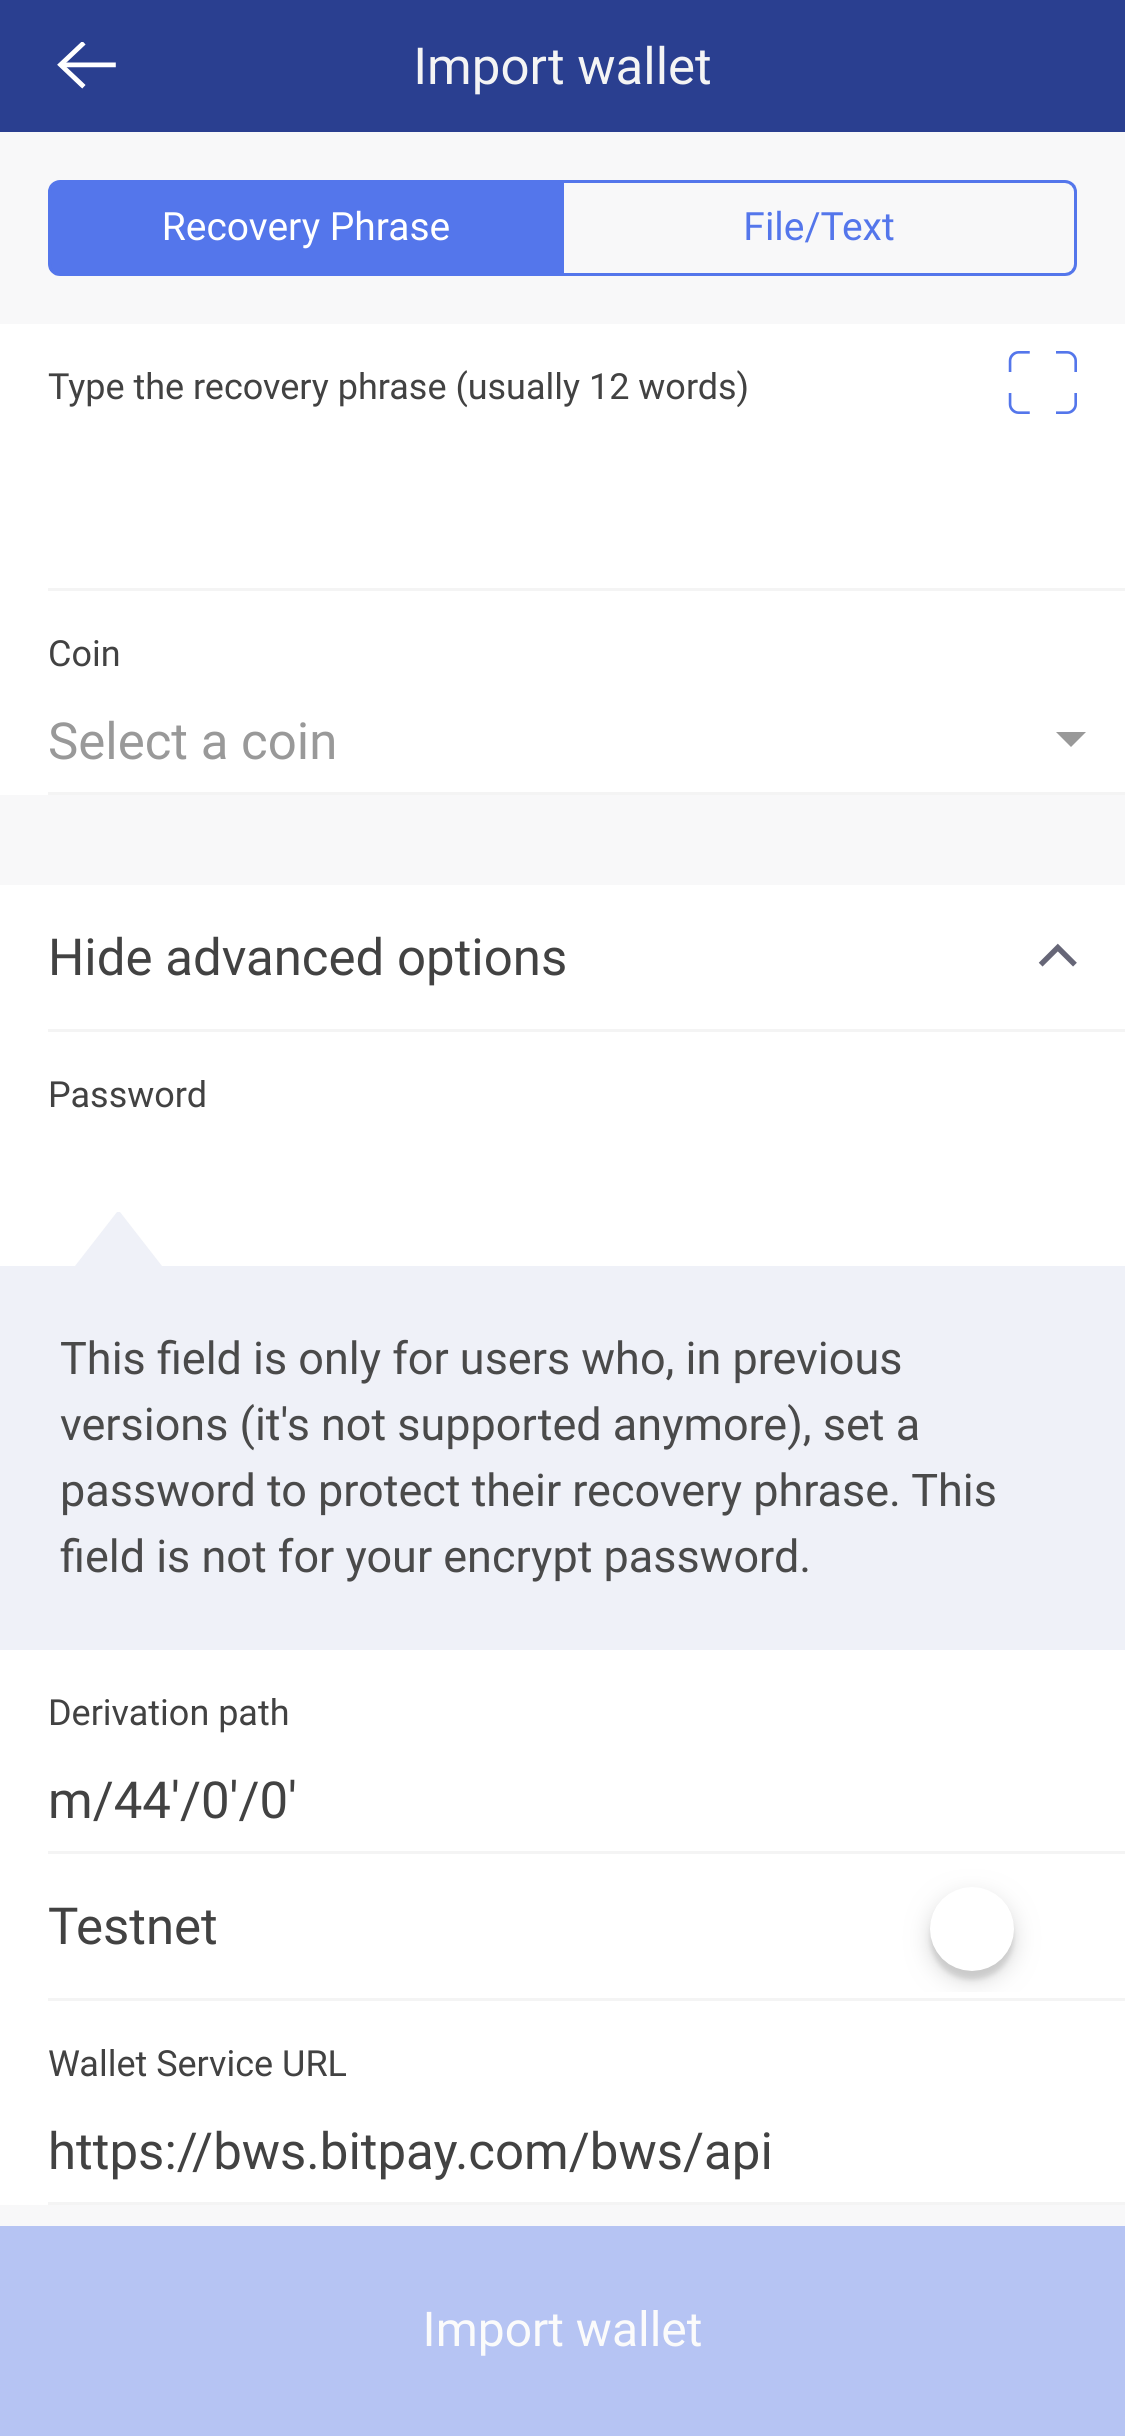 Import wallet
Recovery Phrase
File/Text
Type the recovery phrase (usually 12 words)
Coin
Select a coin
Hide advanced options
Password
This field is only for users who, in previous
versions (it's not supported anymore), set a
password to protect their recovery phrase. This
field is not for your encrypt password.
Derivation path
m/44'/0'/0'
Testnet
Wallet Service URL
https://bws.bitpay.com/bws/api
Import wallet